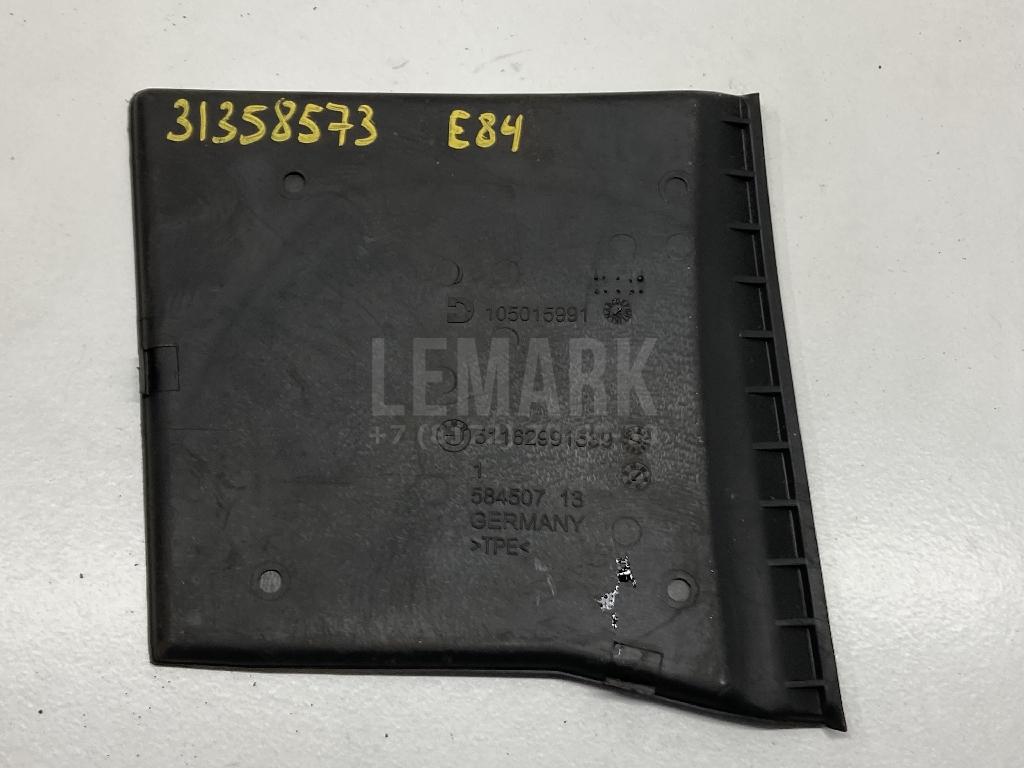 31358573 E84
105015991
LEMARK
1
584507 13
GERMANY
>TPE<